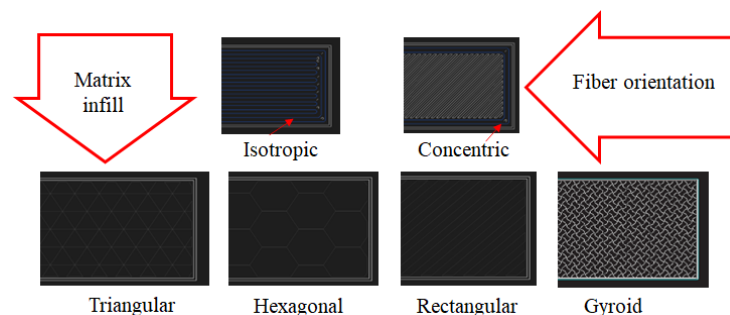 Matrix
infill
Fiber orientation
Isotropic
Concentric
Triangular
Hexagonal
Rectangular
Gyroid